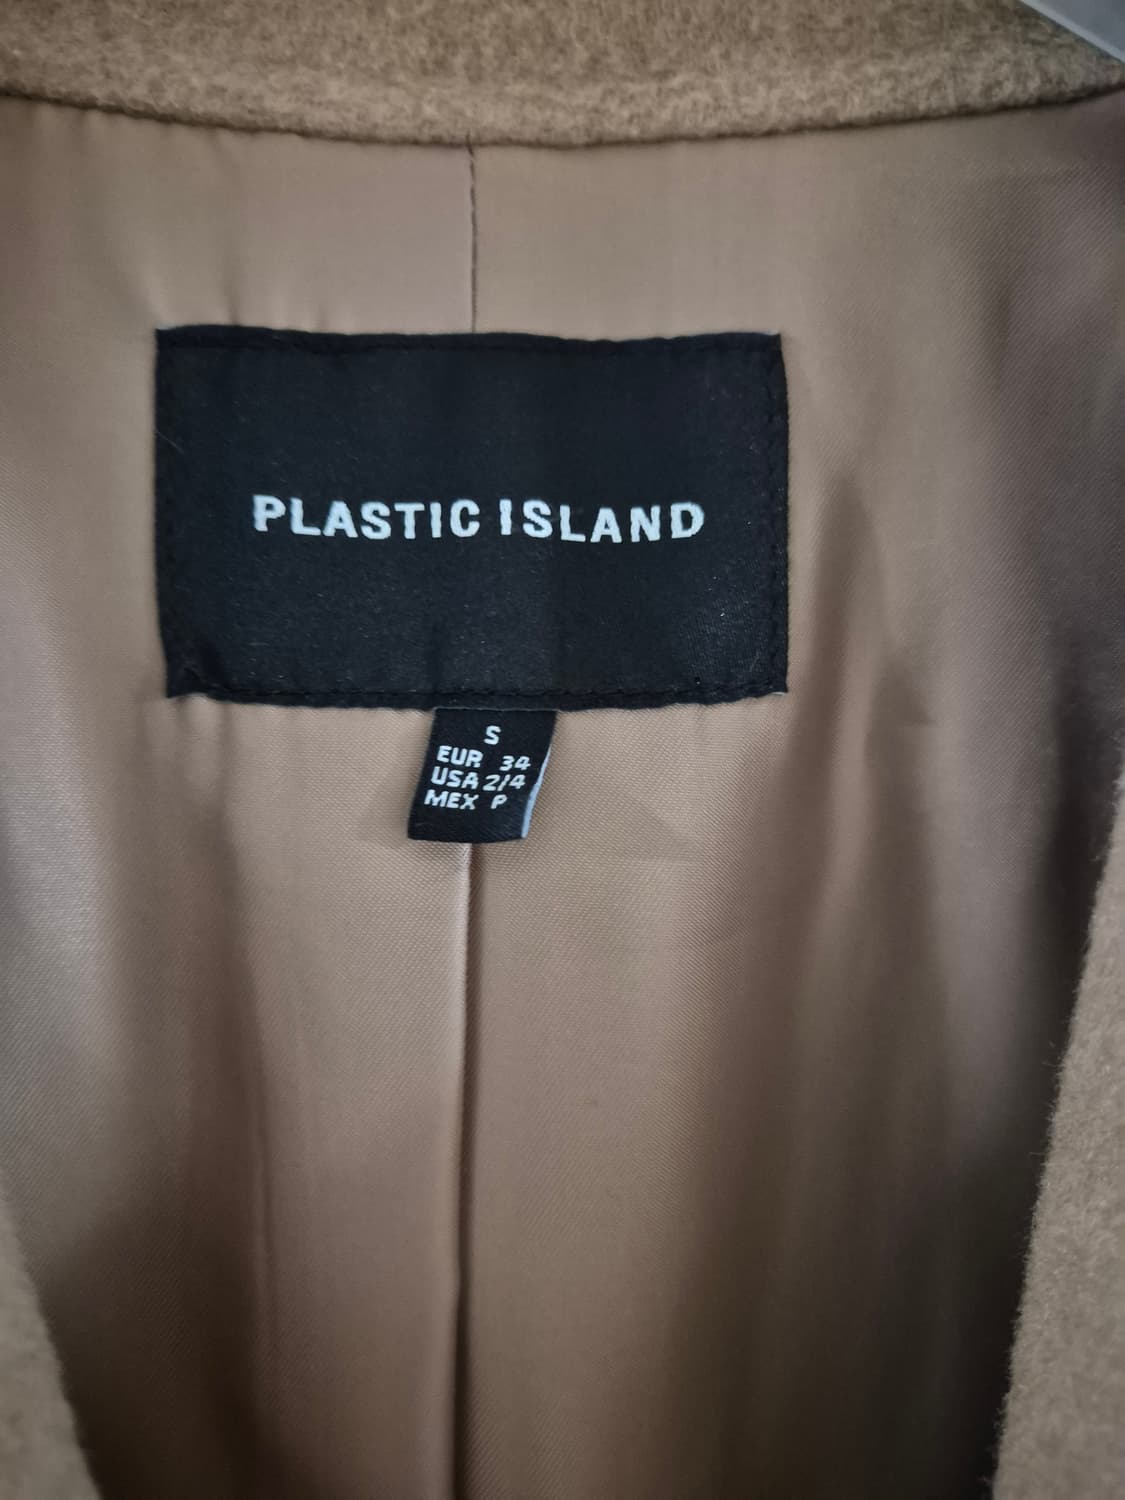 PLASTIC ISLAND
S
EUR 34
USA 2/4
MEX P